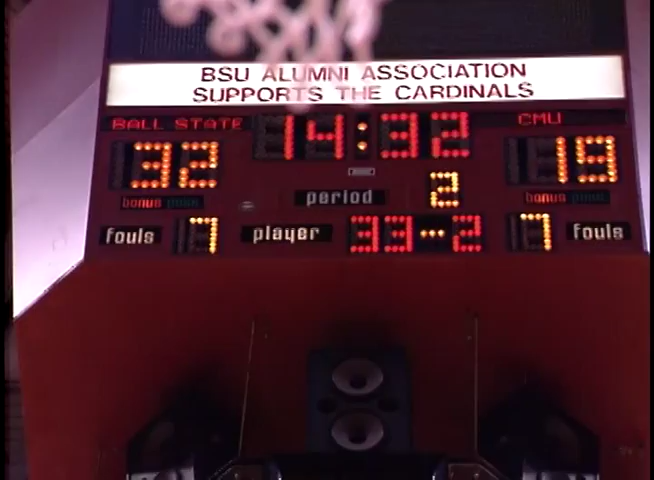 BSU ALUMNI ASSOCIATION
SUPPORTS THE CARDINALS
BALL STATE 14:32 CMU
32 19
period 2
bonus bonus
fouls 7 player 33--2 7 fouls